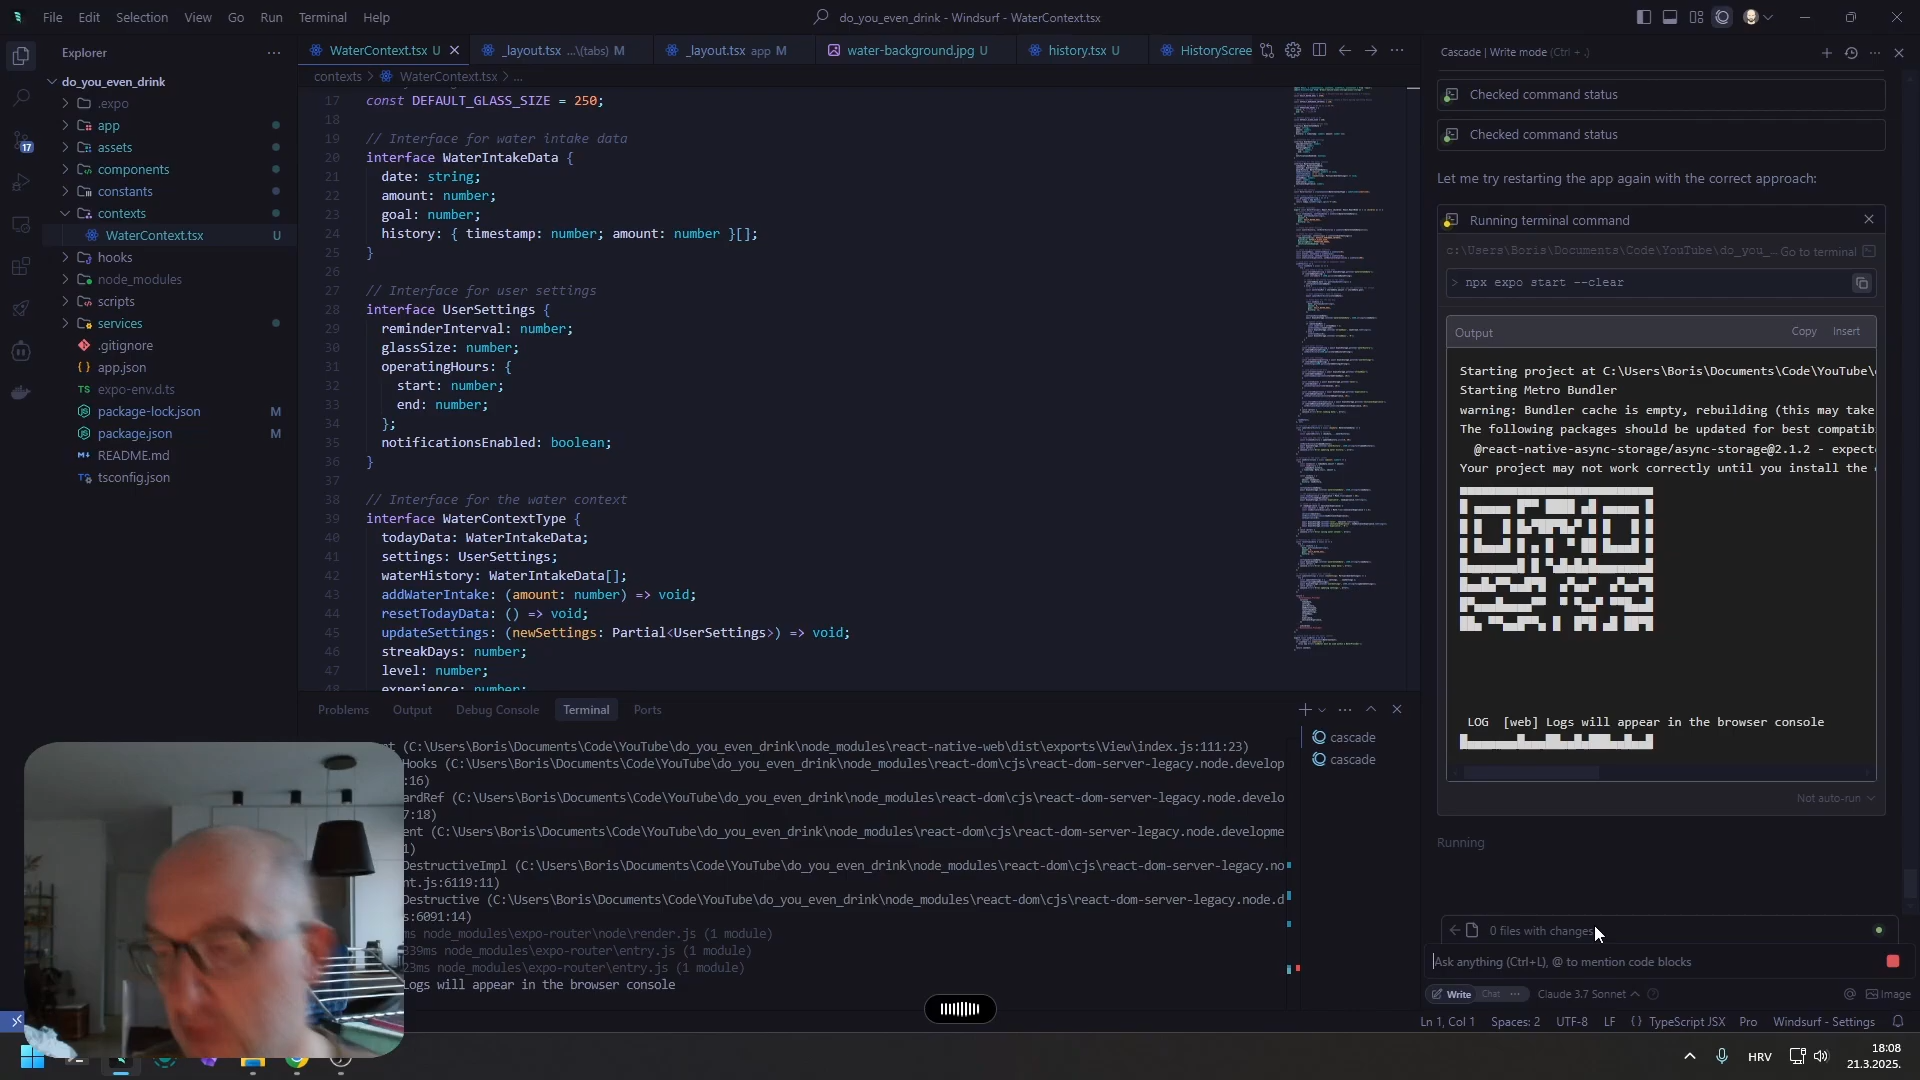 File Edit Selection View Go Run Terminal Help
do_you_even_drink - Windsurf - WaterContext.tsx
Explorer
do_you_even_drink
.expo
app
assets
components
constants
contexts
WaterContext.tsx U
hooks
node_modules
scripts
services
.gitignore
app.json
expo-env.d.ts
package-lock.json M
package.json M
README.md
tsconfig.json
17
WaterContext.tsx U
_layout.tsx ...\(tabs) M
_layout.tsx app M
water-background.jpg U
history.tsx U
HistoryScree
contexts > WaterContext.tsx > ...
17 const DEFAULT_GLASS_SIZE = 250;
18
19 // Interface for water intake data
20 interface WaterIntakeData {
21 date: string;
22 amount: number;
23 goal: number;
24 history: { timestamp: number; amount: number }[];
25 }
26
27 // Interface for user settings
28 interface UserSettings {
29 reminderInterval: number;
30 glassSize: number;
31 operatingHours: {
32 start: number;
33 end: number;
34 };
35 notificationsEnabled: boolean;
36 }
37
38 // Interface for the water context
39 interface WaterContextType {
40 todayData: WaterIntakeData;
41 settings: UserSettings;
42 waterHistory: WaterIntakeData[];
43 addWaterIntake: (amount: number) => void;
44 resetTodayData: () => void;
45 updateSettings: (newSettings: Partial<UserSettings>) => void;
46 streakDays: number;
47 level: number;
48 experience: number;
Problems Output Debug Console Terminal Ports
t (C:\Users\Boris\Documents\Code\YouTube\do_you_even_drink\node_modules\react-native-web\dist\exports\View\index.js:111:23)
Hooks (C:\Users\Boris\Documents\Code\YouTube\do_you_even_drink\node_modules\react-dom\cjs\react-dom-server-legacy.node.develop
:16)
ardRef (C:\Users\Boris\Documents\Code\YouTube\do_you_even_drink\node_modules\react-dom\cjs\react-dom-server-legacy.node.develo
7:18)
ent (C:\Users\Boris\Documents\Code\YouTube\do_you_even_drink\node_modules\react-dom\cjs\react-dom-server-legacy.node.developme
1)
DestructiveImpl (C:\Users\Boris\Documents\Code\YouTube\do_you_even_drink\node_modules\react-dom\cjs\react-dom-server-legacy.no
nt.js:6119:11)
Destructive (C:\Users\Boris\Documents\Code\YouTube\do_you_even_drink\node_modules\react-dom\cjs\react-dom-server-legacy.node.d
s:6091:14)
ms node_modules\expo-router\node\render.js (1 module)
339ms node_modules\expo-router\entry.js (1 module)
23ms node_modules\expo-router\entry.js (1 module)
Logs will appear in the browser console
cascade
cascade
Cascade | Write mode (Ctrl + .)
Checked command status
Checked command status
Let me try restarting the app again with the correct approach:
Running terminal command
c:\Users\Boris\Documents\Code\YouTube\do_you_... Go to terminal
> npx expo start --clear
Output Copy Insert
Starting project at C:\Users\Boris\Documents\Code\YouTube\
Starting Metro Bundler
warning: Bundler cache is empty, rebuilding (this may take
The following packages should be updated for best compatib
@react-native-async-storage/async-storage@2.1.2 - expecte
Your project may not work correctly until you install the
LOG [web] Logs will appear in the browser console
Not auto-run
Running
0 files with changes
Ask anything (Ctrl+L), @ to mention code blocks
Write Chat ... Claude 3.7 Sonnet Image
Ln 1, Col 1 Spaces: 2 UTF-8 LF {} TypeScript JSX Pro Windsurf - Settings
HRV 18:08
21.3.2025.